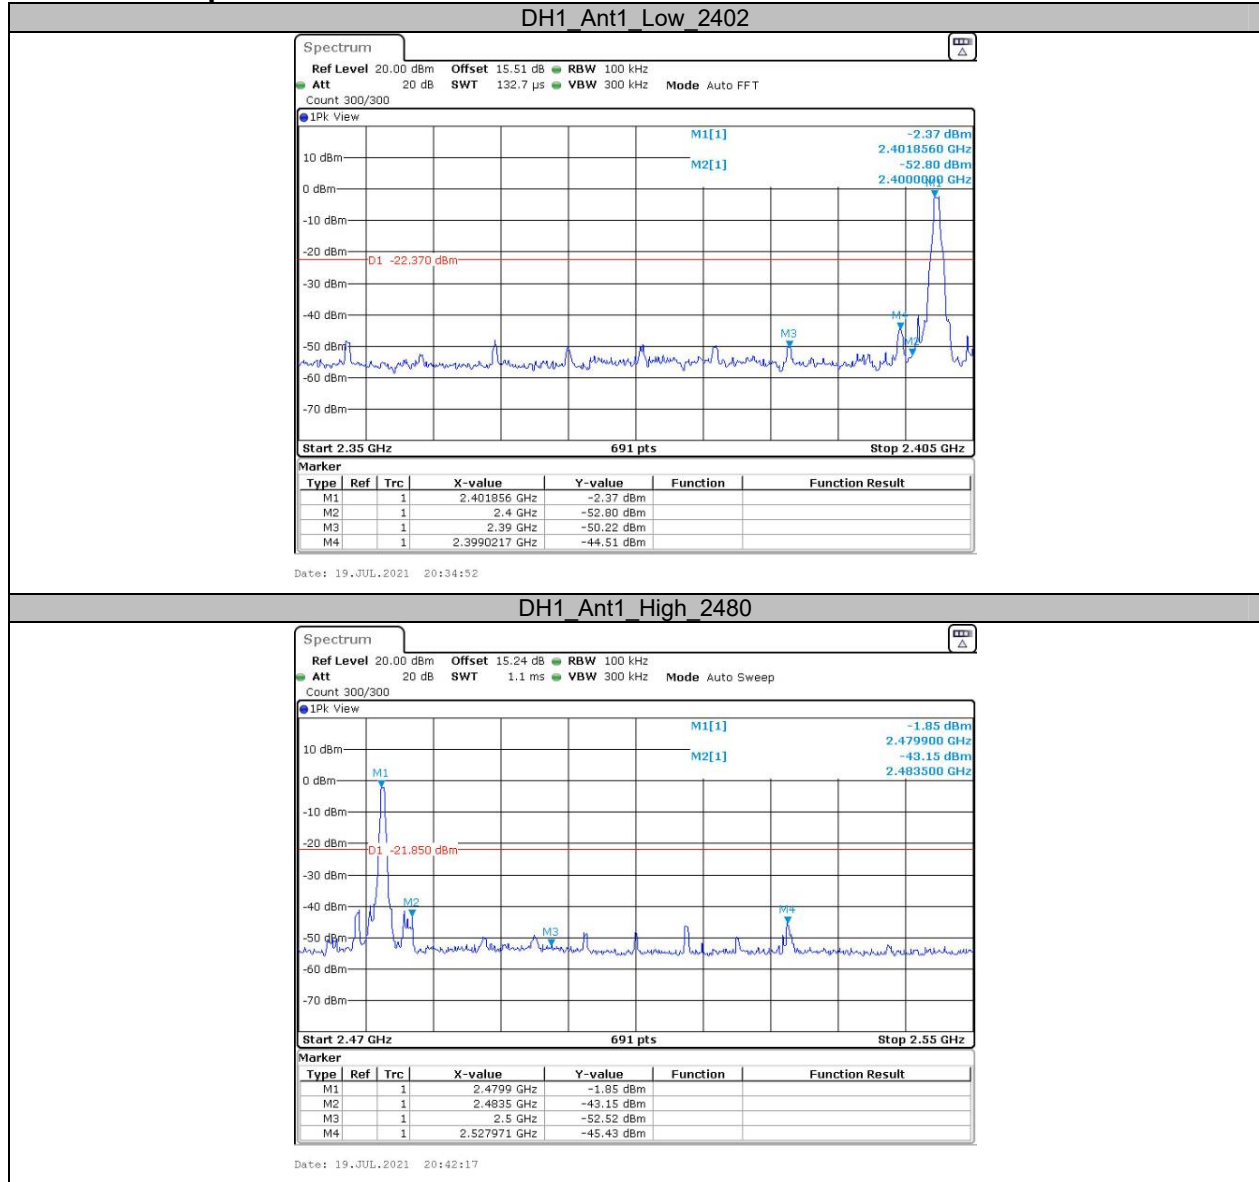 DH1_Ant1_Low_2402
Spectrum
Ref Level 20.00 dBm Offset 15.51 dB RBW 100 kHz
Att 20 dB SWT 132.7 µs VBW 300 kHz Mode Auto FFT
Count 300/300
1Pk View
M1[1] -2.37 dBm
2.4018560 GHz
M2[1] -52.80 dBm
2.4000000 GHz
10 dBm
0 dBm
M1
-10 dBm
-20 dBm
D1 -22.370 dBm
-30 dBm
-40 dBm
M4
M3
M2
-50 dBm
-60 dBm
-70 dBm
Start 2.35 GHz 691 pts Stop 2.405 GHz
Marker
Type Ref Trc X-value Y-value Function Function Result
M1 1 2.401856 GHz -2.37 dBm
M2 1 2.4 GHz -52.80 dBm
M3 1 2.39 GHz -50.22 dBm
M4 1 2.3990217 GHz -44.51 dBm
Date: 19.JUL.2021 20:34:52
DH1_Ant1_High_2480
Spectrum
Ref Level 20.00 dBm Offset 15.24 dB RBW 100 kHz
Att 20 dB SWT 1.1 ms VBW 300 kHz Mode Auto Sweep
Count 300/300
1Pk View
M1[1] -1.85 dBm
2.479900 GHz
M2[1] -43.15 dBm
2.483500 GHz
10 dBm
M1
0 dBm
-10 dBm
-20 dBm
D1 -21.850 dBm
-30 dBm
-40 dBm
M2
M4
M3
-50 dBm
-60 dBm
-70 dBm
Start 2.47 GHz 691 pts Stop 2.55 GHz
Marker
Type Ref Trc X-value Y-value Function Function Result
M1 1 2.4799 GHz -1.85 dBm
M2 1 2.4835 GHz -43.15 dBm
M3 1 2.5 GHz -52.52 dBm
M4 1 2.527971 GHz -45.43 dBm
Date: 19.JUL.2021 20:42:17